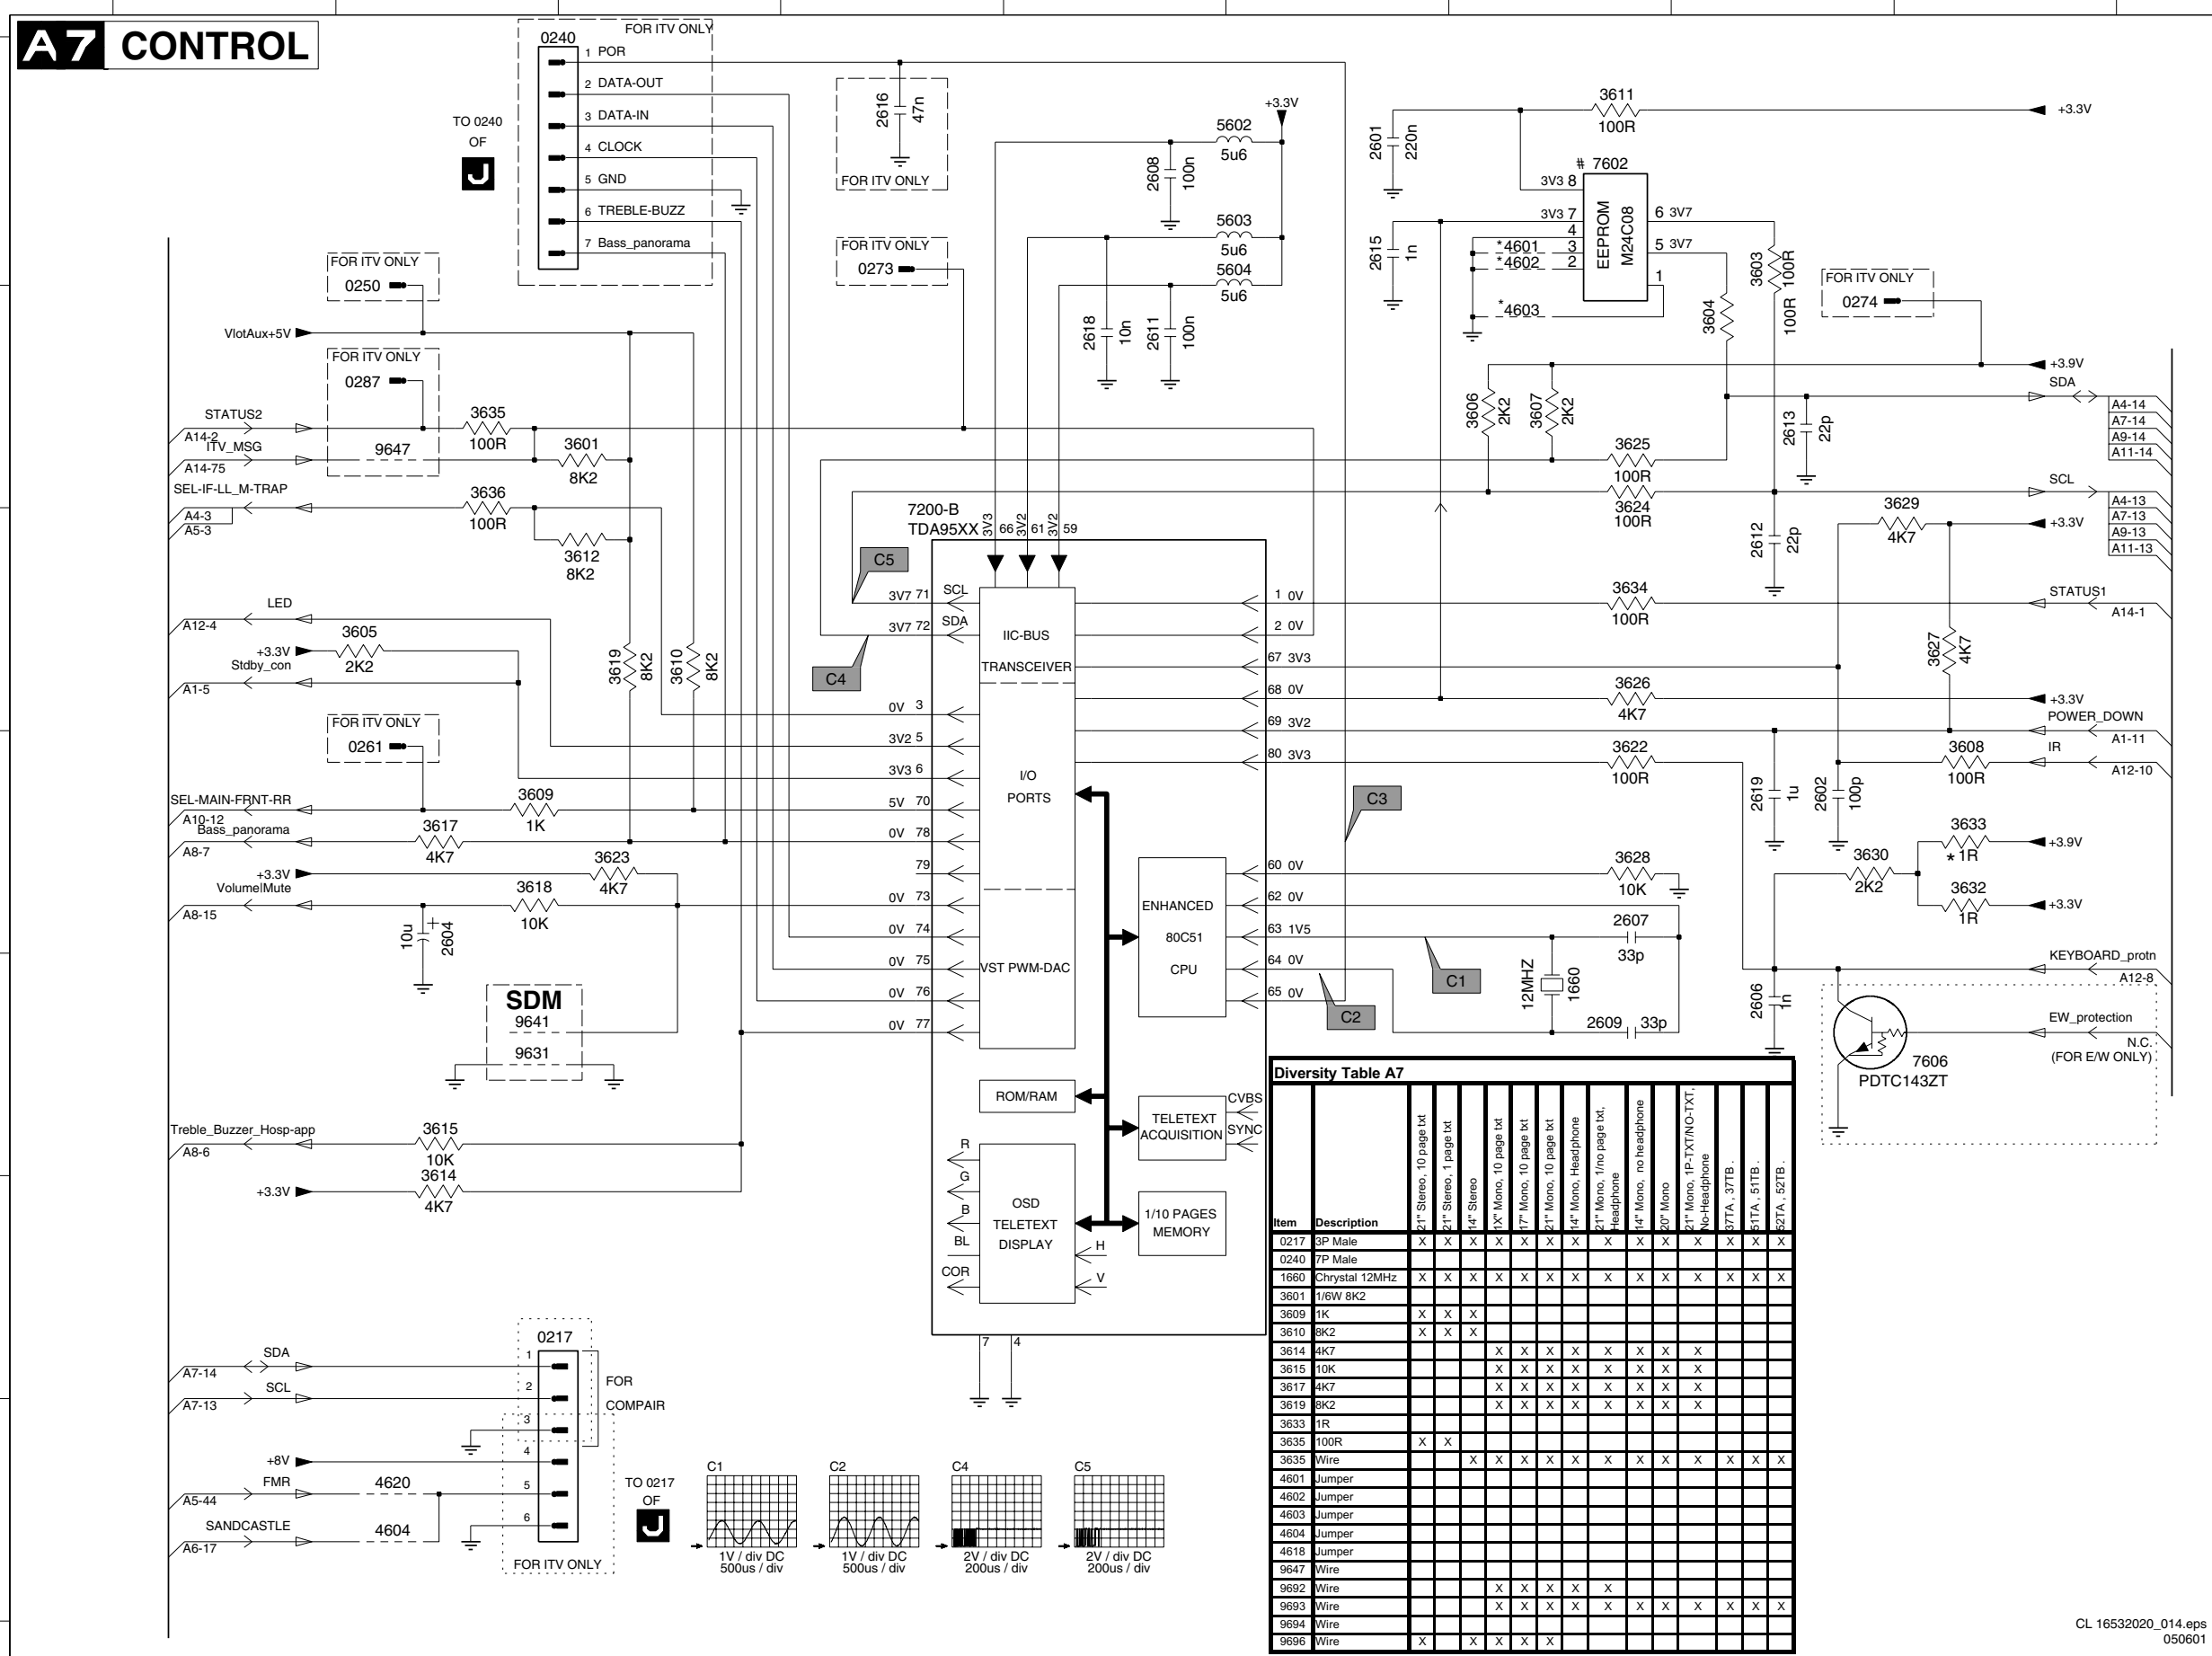 A7 CONTROL
FOR ITV ONLY
0240
1 POR
2 DATA-OUT
3 DATA-IN
4 CLOCK
5 GND
6 TREBLE-BUZZ
7 Bass_panorama
TO 0240
OF
J
2616
47n
FOR ITV ONLY
FOR ITV ONLY
0273
+3.3V
5602
5u6
2608
100n
5603
5u6
5604
5u6
2618
10n
2611
100n
3611
100R
+3.3V
2601
220n
# 7602
3V3 8
3V3 7
4
*4601 3
*4602 2
EEPROM
M24C08
6 3V7
5 3V7
1
*4603
2615
1n
3603
100R
100R
3604
FOR ITV ONLY
0274
FOR ITV ONLY
0250
VlotAux+5V
FOR ITV ONLY
0287
STATUS2
A14-2
ITV_MSG
A14-75
9647
3635
100R
3601
8K2
SEL-IF-LL_M-TRAP
A4-3
A5-3
3636
100R
3612
8K2
3606
2K2
3607
2K2
+3.9V
SDA
A4-14
A7-14
A9-14
A11-14
2613
22p
3625
100R
3624
100R
SCL
A4-13
A7-13
A9-13
A11-13
2612
22p
3629
4K7
+3.3V
7200-B
TDA95XX
3V3 66
3V2 61
3V2 59
C5
C4
3V7 71 SCL
3V7 72 SDA
IIC-BUS
TRANSCEIVER
1 0V
2 0V
67 3V3
68 0V
69 3V2
80 3V3
3634
100R
STATUS1
A14-1
3627
4K7
3626
4K7
+3.3V
POWER_DOWN
A1-11
3622
100R
3608
100R
IR
A12-10
2619
1u
2602
100p
LED
A12-4
3605
2K2
+3.3V
Stdby_con
A1-5
3619
8K2
3610
8K2
FOR ITV ONLY
0261
0V 3
3V2 5
3V3 6
5V 70
0V 78
79
0V 73
0V 74
0V 75
0V 76
0V 77
I/O
PORTS
VST PWM-DAC
SEL-MAIN-FRNT-RR
A10-12
3609
1K
Bass_panorama
A8-7
3617
4K7
+3.3V
3623
4K7
Volume|Mute
A8-15
3618
10K
10u
+
2604
SDM
9641
9631
ENHANCED
80C51
CPU
60 0V
62 0V
63 1V5
64 0V
65 0V
C3
C1
C2
3628
10K
2607
33p
12MHZ
1660
2609 33p
3633
* 1R
+3.9V
3630
2K2
3632
1R
+3.3V
KEYBOARD_protn
A12-8
2606
1n
EW_protection
N.C.
(FOR E/W ONLY)
7606
PDTC143ZT
Treble_Buzzer_Hosp-app
A8-6
3615
10K
3614
4K7
+3.3V
ROM/RAM
TELETEXT
ACQUISITION
CVBS
SYNC
R
G
B
BL
COR
OSD
TELETEXT
DISPLAY
H
V
1/10 PAGES
MEMORY
7
4
0217
SDA
A7-14
SCL
A7-13
1
2
3
4
5
6
FOR
COMPAIR
+8V
FMR
A5-44
4620
SANDCASTLE
A6-17
4604
FOR ITV ONLY
TO 0217
OF
J
C1
1V / div DC
500us / div
C2
1V / div DC
500us / div
C4
2V / div DC
200us / div
C5
2V / div DC
200us / div
Diversity Table A7
Item Description
21" Stereo, 10 page txt
21" Stereo, 1 page txt
14" Stereo
1X" Mono, 10 page txt
17" Mono, 10 page txt
21" Mono, 10 page txt
14" Mono, Headphone
21" Mono, 1/no page txt,
Headphone
14" Mono, no headphone
20" Mono
21" Mono, 1P-TXT/NO-TXT,
No-Headphone
37TA , 37TB .
51TA , 51TB .
52TA , 52TB .
0217 3P Male X X X X X X X X X X X X X X
0240 7P Male
1660 Chrystal 12MHz X X X X X X X X X X X X X X
3601 1/6W 8K2
3609 1K X X X
3610 8K2 X X X
3614 4K7 X X X X X X X X
3615 10K X X X X X X X X
3617 4K7 X X X X X X X X
3619 8K2 X X X X X X X X
3633 1R
3635 100R X X
3635 Wire X X X X X X X X X X X X
4601 Jumper
4602 Jumper
4603 Jumper
4604 Jumper
4618 Jumper
9647 Wire
9692 Wire X X X X X
9693 Wire X X X X X X X X X X X
9694 Wire
9696 Wire X X X X X
CL 16532020_014.eps
050601